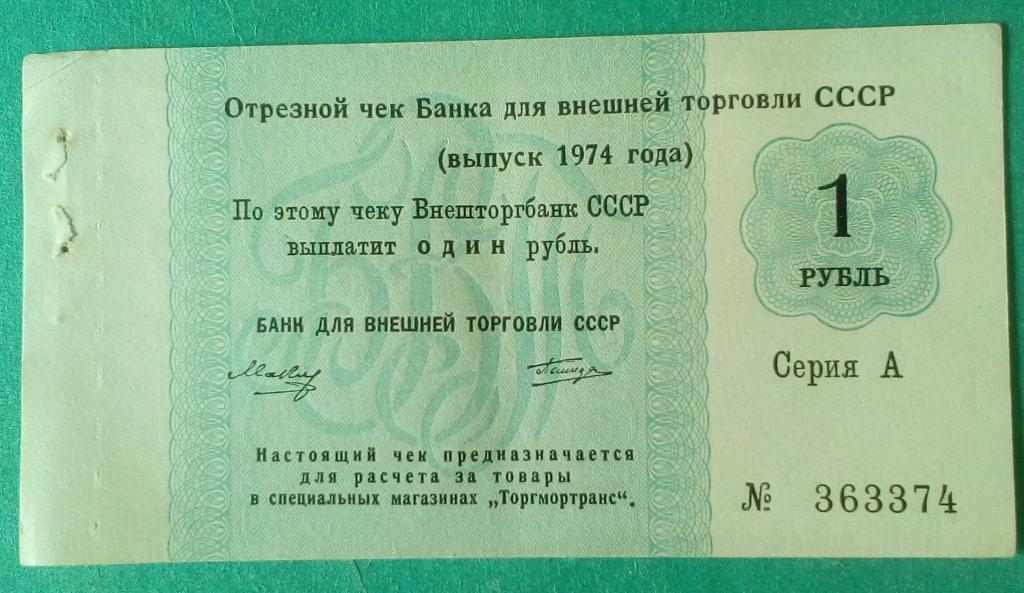 Отрезной чек Банка для внешней торговли СССР
(выпуск 1974 года)
По этому чеку Внешторгбанк СССР
выплатит один рубль.
1
РУБЛЬ
БАНК ДЛЯ ВНЕШНЕЙ ТОРГОВЛИ СССР
Серия А
Настоящий чек предназначается
для расчета за товары
в специальных магазинах „Торгмортранс“.
№ 363374